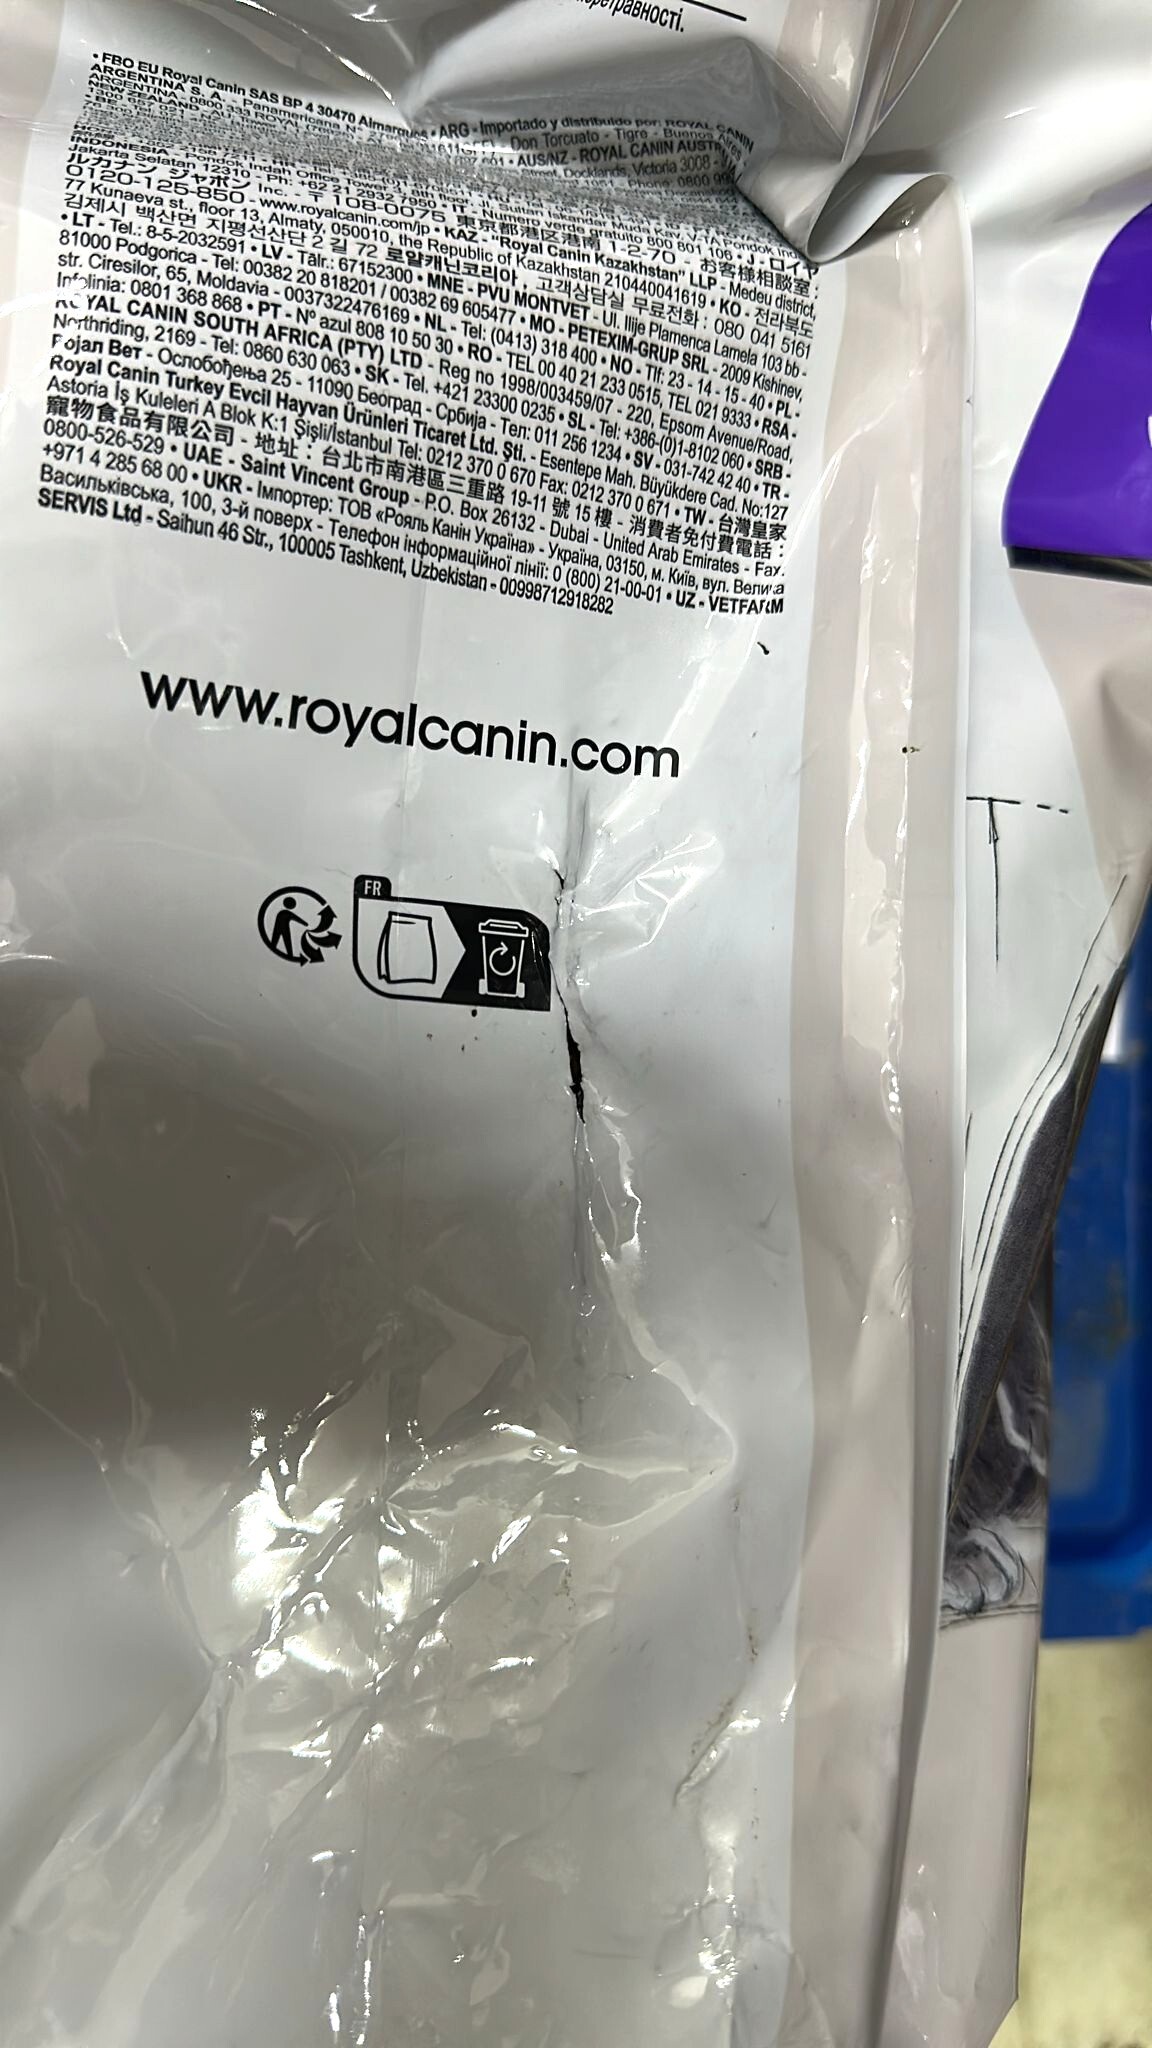 • FBO EU Royal Canin SAS BP 4 30470 Almargues • ARG - Importado y distribuido por: ROYAL CANIN
ARGENTINA S. A. - Panamericana Don Torcuato - Tigre - Buenos
ARGENTINA - 0800 333 ROYAL • AUS/NZ - ROYAL CANIN
NEW ZEALAND Street, Docklands, Victoria 3008
INDONESIA - Pondok Indah Office Tower
Jakarta Selatan 12310 - Ph: +62 21 2932 7950 Numero verde gratuito 800 801 106 • J - ロイヤ
ルカナン ジャポン Inc. - 〒108-0075 東京都港区港南 1-2-70 - お客様相談室 :
0120-125-850 - www.royalcanin.com/jp • KAZ - "Royal Canin Kazakhstan" LLP - Medeu district,
77 Kunaeva st., floor 13, Almaty, 050010, the Republic of Kazakhstan 210440041619 • KO - 전라북도
김제시 백산면 지평선산단 2 길 72 로얄캐닌코리아, 고객상담실 무료전화 : 080 041 5161
• LT - Tel.: 8-5-2032591 • LV - Tālr.: 67152300 • MNE - PVU MONTVET - Ul. Ilije Plamenca Lamela 103 bb -
81000 Podgorica - Tel: 00382 20 818201 / 00382 69 605477 • MO - PETEXIM-GRUP SRL - 2009 Kishinev,
str. Ciresilor, 65, Moldavia - 0037322476169 • NL - Tel: (0413) 318 400 • NO - Tlf: 23 - 14 - 15 - 40 • PL -
Infolinia: 0801 368 868 • PT - Nº azul 808 10 50 30 • RO - TEL 00 40 21 233 0515, TEL 021 9333 • RSA -
ROYAL CANIN SOUTH AFRICA (PTY) LTD - Reg no 1998/003459/07 - 220, Epsom Avenue/Road,
Northriding, 2169 - Tel: 0860 630 063 • SK - Tel. +421 23300 0235 • SL - Tel: +386-(0)1-8102 060 • SRB -
Ројал Вет - Ослобођења 25 - 11090 Београд - Србија - Тел: 011 256 1234 • SV - 031-742 42 40 • TR -
Royal Canin Turkey Evcil Hayvan Ürünleri Ticaret Ltd. Şti. - Esentepe Mah. Büyükdere Cad. No:127
Astoria İş Kuleleri A Blok K:1 Şişli/İstanbul Tel: 0212 370 0 670 Fax: 0212 370 0 671 • TW - 台灣皇家
寵物食品有限公司 - 地址 : 台北市南港區三重路 19-11 號 15 樓 - 消費者免付費電話 :
0800-526-529 • UAE - Saint Vincent Group - P.O. Box 26132 - Dubai - United Arab Emirates - Fax.
+971 4 285 68 00 • UKR - Імпортер: ТОВ «Рояль Канін Україна» - Україна, 03150, м. Київ, вул. Велика
Васильківська, 100, 3-й поверх - Телефон інформаційної лінії: 0 (800) 21-00-01 • UZ - VETFARM
SERVIS Ltd - Saihun 46 Str., 100005 Tashkent, Uzbekistan - 00998712918282
www.royalcanin.com
FR